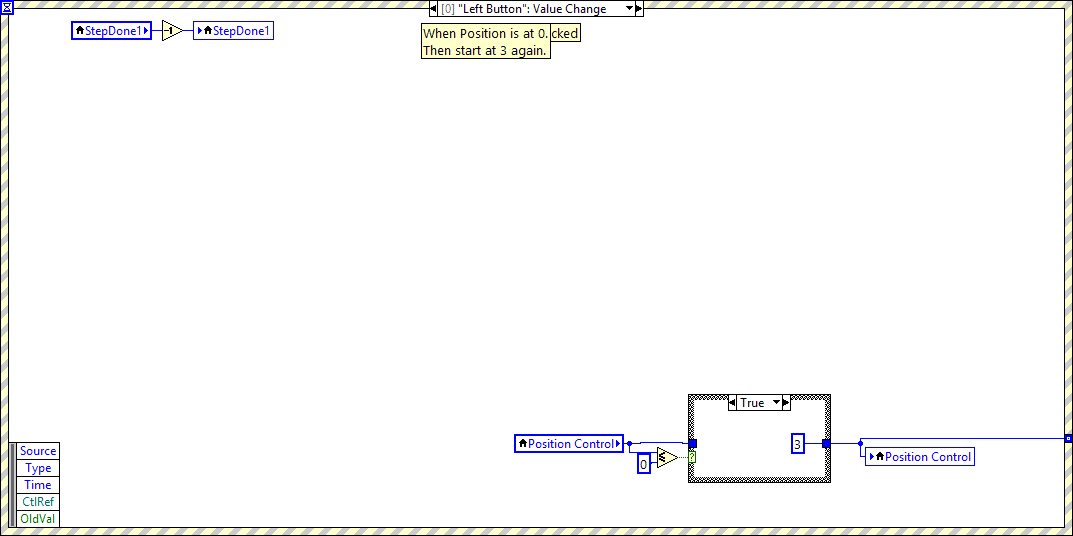 [0] "Left Button": Value Change
StepDone1
-1
StepDone1
When Position is at 0. cked
Then start at 3 again.
True
Position Control
0
≤
?
3
Position Control
Source
Type
Time
CtlRef
OldVal